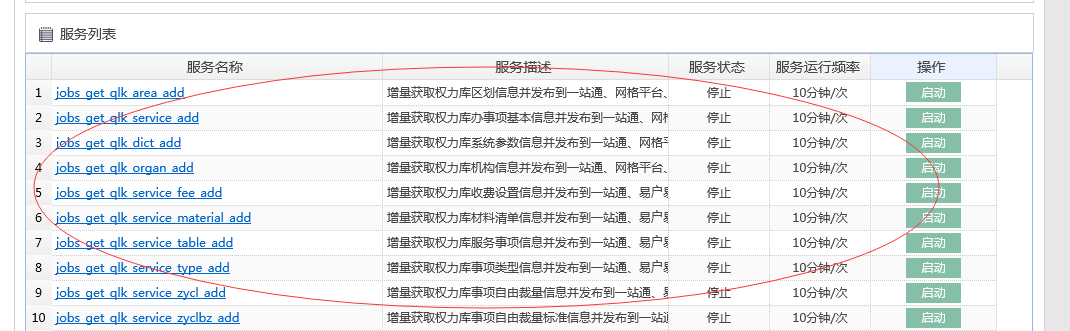 服务列表
服务名称 服务描述 服务状态 服务运行频率 操作
1 jobs_get_qlk_area_add 增量获取权力库区划信息并发布到一站通、网格平台、 停止 10分钟/次 启动
2 jobs_get_qlk_service_add 增量获取权力库办事项基本信息并发布到一站通、网 停止 10分钟/次 启动
3 jobs_get_qlk_dict_add 增量获取权力库系统参数信息并发布到一站通、网格平 停止 10分钟/次 启动
4 jobs_get_qlk_organ_add 增量获取权力库机构信息并发布到一站通、网格平台、 停止 10分钟/次 启动
5 jobs_get_qlk_service_fee_add 增量获取权力库收费设置信息并发布到一站通、易户 停止 10分钟/次 启动
6 jobs_get_qlk_service_material_add 增量获取权力库材料清单信息并发布到一站通、易户 停止 10分钟/次 启动
7 jobs_get_qlk_service_table_add 增量获取权力库服务事项信息并发布到一站通、易户 停止 10分钟/次 启动
8 jobs_get_qlk_service_type_add 增量获取权力库事项类型信息并发布到一站通、易户 停止 10分钟/次 启动
9 jobs_get_qlk_service_zycl_add 增量获取权力库事项自由裁量信息并发布到一站通、 停止 10分钟/次 启动
10 jobs_get_qlk_service_zyclbz_add 增量获取权力库事项自由裁量标准信息并发布到一站 停止 10分钟/次 启动